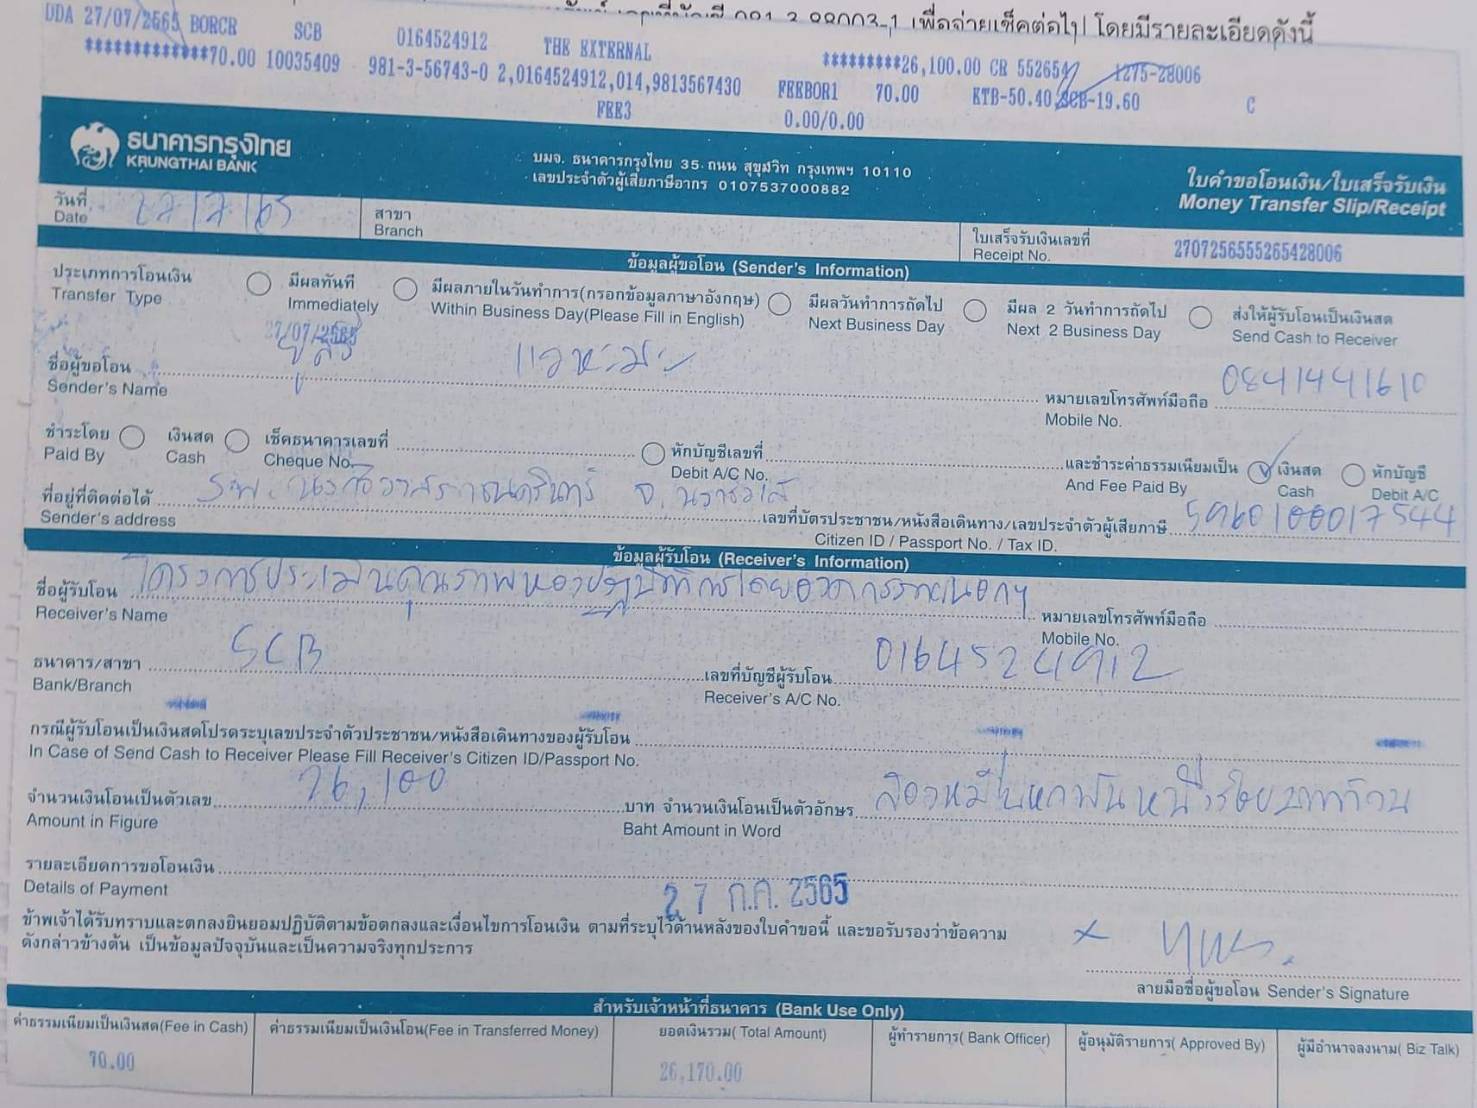 เพื่อจ่ายเช็คต่อไป โดยมีรายละเอียดดังนี้
DDA 27/07/2565 BORCR SCB 0164524912 THE EXTERNAL *********26,100.00 CR 1275-28006
*************70.00 10035409 981-3-56743-0 2,0164524912,014,9813567430 FEEBOR1 70.00 KTB-50.40,SCB-19.60 C
FEE3 0.00/0.00
ธนาคารกรุงไทย
KRUNGTHAI BANK
บมจ. ธนาคารกรุงไทย 35 ถนน สุขุมวิท กรุงเทพฯ 10110
เลขประจำตัวผู้เสียภาษีอากร 0107537000882
ใบคำขอโอนเงิน/ใบเสร็จรับเงิน
Money Transfer Slip/Receipt
วันที่ 27/7/65
Date
สาขา
Branch
ใบเสร็จรับเงินเลขที่ 2707256555265428006
Receipt No.
ข้อมูลผู้ขอโอน (Sender's Information)
ประเภทการโอนเงิน มีผลทันที มีผลภายในวันทำการ(กรอกข้อมูลภาษาอังกฤษ) มีผลวันทำการถัดไป มีผล 2 วันทำการถัดไป ส่งให้ผู้รับโอนเป็นเงินสด
Transfer Type Immediately Within Business Day(Please Fill in English) Next Business Day Next 2 Business Day Send Cash to Receiver
27/07/2565
ชื่อผู้ขอโอน
Sender's Name
หมายเลขโทรศัพท์มือถือ 0841441610
Mobile No.
ชำระโดย เงินสด เช็คธนาคารเลขที่ หักบัญชีเลขที่ และชำระค่าธรรมเนียมเป็น เงินสด หักบัญชี
Paid By Cash Cheque No. Debit A/C No. And Fee Paid By Cash Debit A/C
ที่อยู่ที่ติดต่อได้ รพ. นราธิวาสราชนครินทร์ จ. นราธิวาส
Sender's address
เลขที่บัตรประชาชน/หนังสือเดินทาง/เลขประจำตัวผู้เสียภาษี 5960100017544
Citizen ID / Passport No. / Tax ID.
ข้อมูลผู้รับโอน (Receiver's Information)
ชื่อผู้รับโอน โครงการประเมินคุณภาพห้องปฏิบัติการโดยองค์การภายนอกฯ
Receiver's Name
หมายเลขโทรศัพท์มือถือ
Mobile No.
ธนาคาร/สาขา SCB
Bank/Branch
เลขที่บัญชีผู้รับโอน 0164524912
Receiver's A/C No.
กรณีผู้รับโอนเป็นเงินสดโปรดระบุเลขประจำตัวประชาชน/หนังสือเดินทางของผู้รับโอน
In Case of Send Cash to Receiver Please Fill Receiver's Citizen ID/Passport No.
จำนวนเงินโอนเป็นตัวเลข 26,100 บาท จำนวนเงินโอนเป็นตัวอักษร สองหมื่นหกพันหนึ่งร้อยบาทถ้วน
Amount in Figure Baht Amount in Word
รายละเอียดการขอโอนเงิน
Details of Payment
27 ก.ค. 2565
ข้าพเจ้าได้รับทราบและตกลงยินยอมปฏิบัติตามข้อตกลงและเงื่อนไขการโอนเงิน ตามที่ระบุไว้ด้านหลังของใบคำขอนี้ และขอรับรองว่าข้อความ
ดังกล่าวข้างต้น เป็นข้อมูลปัจจุบันและเป็นความจริงทุกประการ
ลายมือชื่อผู้ขอโอน Sender's Signature
สำหรับเจ้าหน้าที่ธนาคาร (Bank Use Only)
ค่าธรรมเนียมเป็นเงินสด(Fee in Cash) ค่าธรรมเนียมเป็นเงินโอน(Fee in Transferred Money) ยอดเงินรวม( Total Amount) ผู้ทำรายการ( Bank Officer) ผู้อนุมัติรายการ( Approved By) ผู้มีอำนาจลงนาม( Biz Talk)
70.00 26,170.00